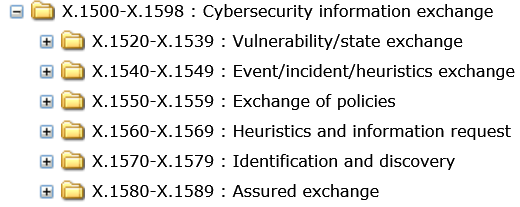 X.1500-X.1598 : Cybersecurity information exchange
X.1520-X.1539 : Vulnerability/state exchange
X.1540-X.1549 : Event/incident/heuristics exchange
X.1550-X.1559 : Exchange of policies
X.1560-X.1569 : Heuristics and information request
X.1570-X.1579 : Identification and discovery
X.1580-X.1589 : Assured exchange